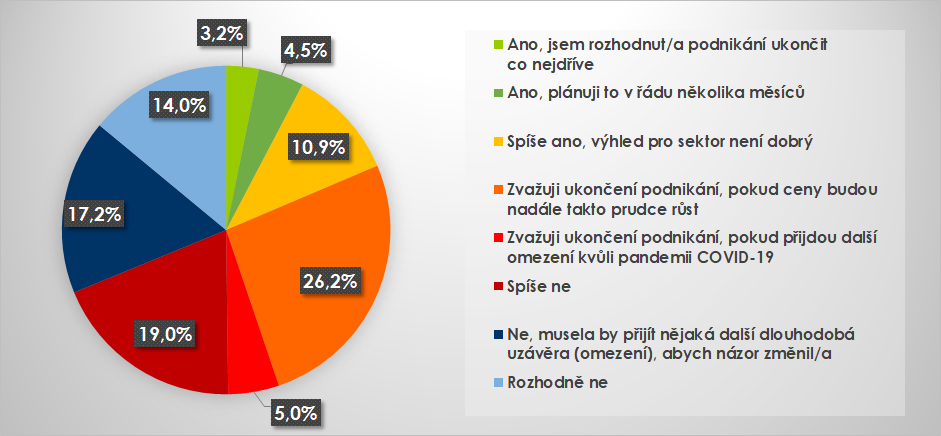 3,2%
4,5%
14,0%
10,9%
17,2%
26,2%
19,0%
5,0%
Ano, jsem rozhodnut/a podnikání ukončit
co nejdříve
Ano, plánuji to v řádu několika měsíců
Spíše ano, výhled pro sektor není dobrý
Zvažuji ukončení podnikání, pokud ceny budou
nadále takto prudce růst
Zvažuji ukončení podnikání, pokud přijdou další
omezení kvůli pandemii COVID-19
Spíše ne
Ne, musela by přijít nějaká další dlouhodobá
uzávěra (omezení), abych názor změnil/a
Rozhodně ne